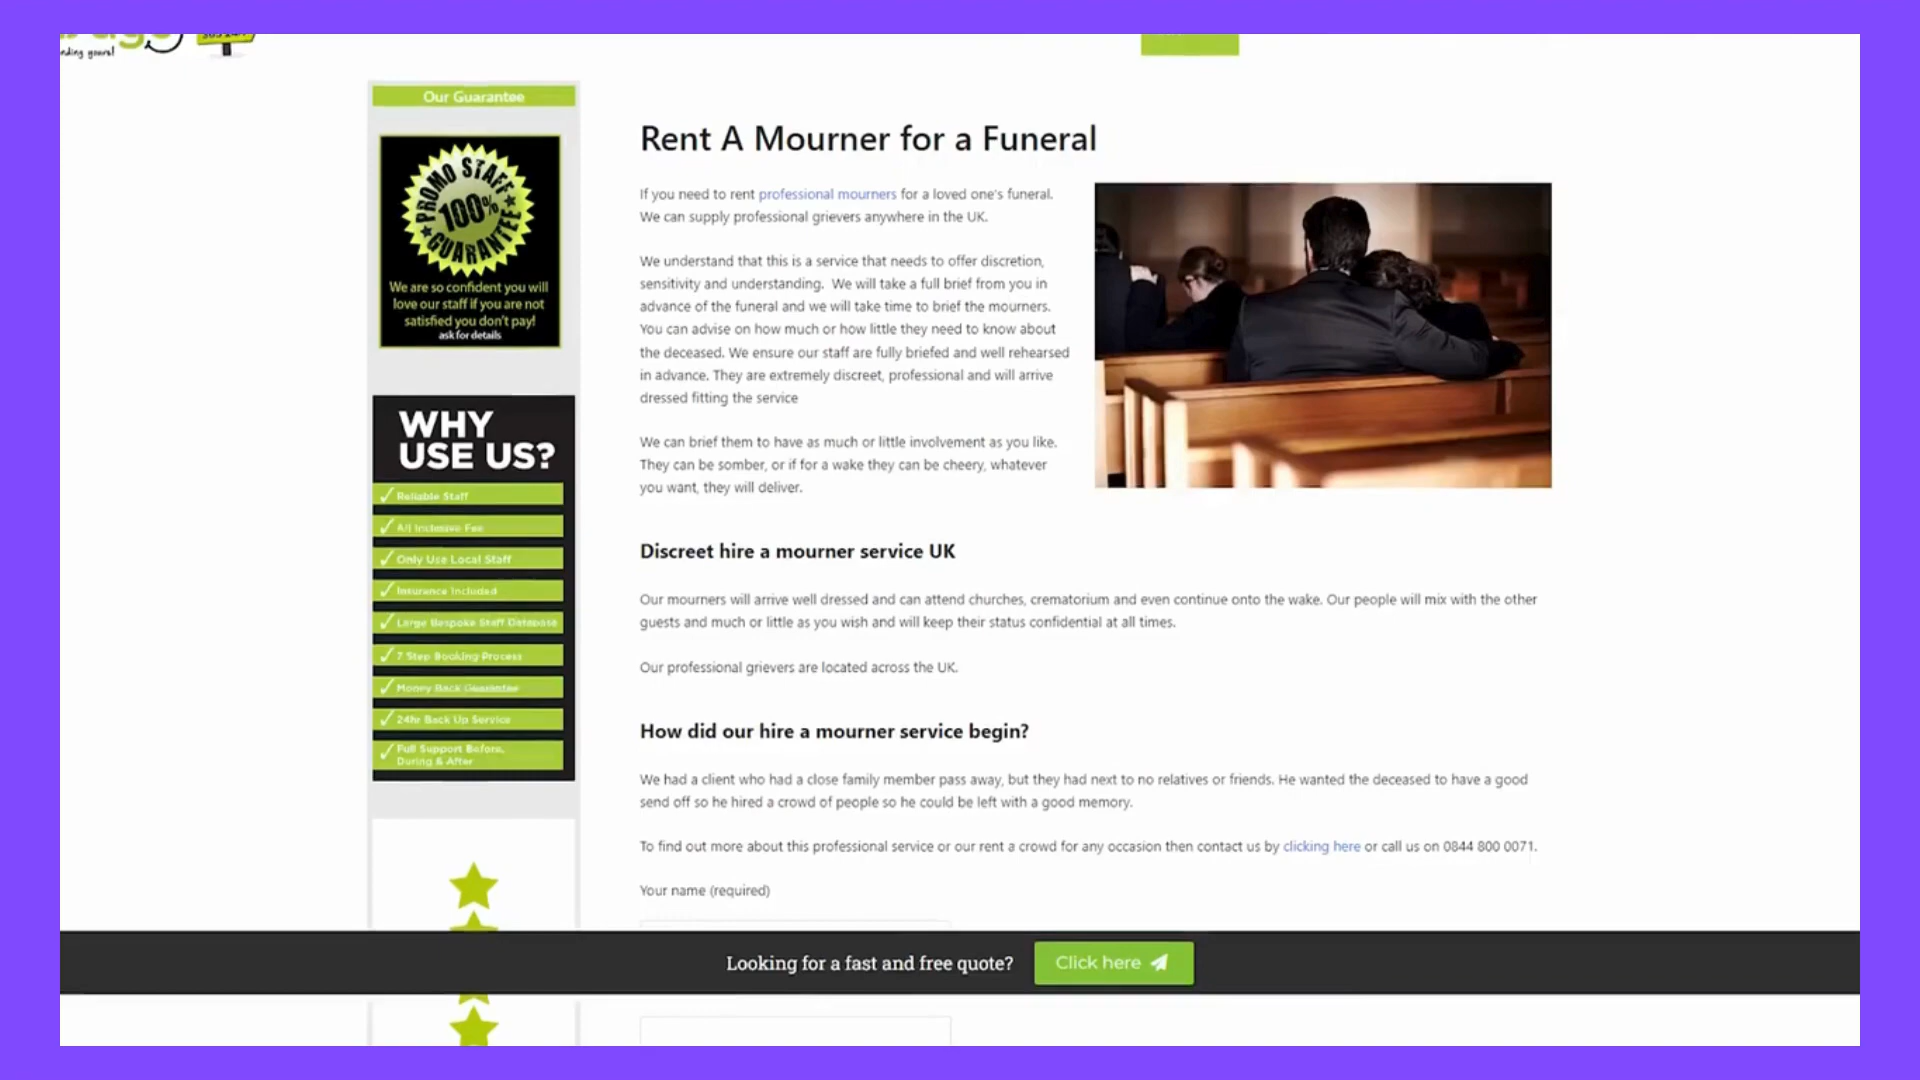 nding yours!
Our Guarantee
PROMO STAFF
100%
GUARANTEE
We are so confident you will
love our staff if you are not
satisfied you don't pay!
ask for details
WHY
USE US?
Reliable Staff
All Inclusive Fee
Only Use Local Staff
Insurance Included
Large Bespoke Staff Database
7 Step Booking Process
Money Back Guarantee
24hr Back Up Service
Full Support Before,
During & After
Rent A Mourner for a Funeral
If you need to rent professional mourners for a loved one's funeral.
We can supply professional grievers anywhere in the UK.
We understand that this is a service that needs to offer discretion,
sensitivity and understanding. We will take a full brief from you in
advance of the funeral and we will take time to brief the mourners.
You can advise on how much or how little they need to know about
the deceased. We ensure our staff are fully briefed and well rehearsed
in advance. They are extremely discreet, professional and will arrive
dressed fitting the service
We can brief them to have as much or little involvement as you like.
They can be somber, or if for a wake they can be cheery, whatever
you want, they will deliver.
Discreet hire a mourner service UK
Our mourners will arrive well dressed and can attend churches, crematorium and even continue onto the wake. Our people will mix with the other
guests and much or little as you wish and will keep their status confidential at all times.
Our professional grievers are located across the UK.
How did our hire a mourner service begin?
We had a client who had a close family member pass away, but they had next to no relatives or friends. He wanted the deceased to have a good
send off so he hired a crowd of people so he could be left with a good memory.
To find out more about this professional service or our rent a crowd for any occasion then contact us by clicking here or call us on 0844 800 0071.
Your name (required)
Looking for a fast and free quote?
Click here